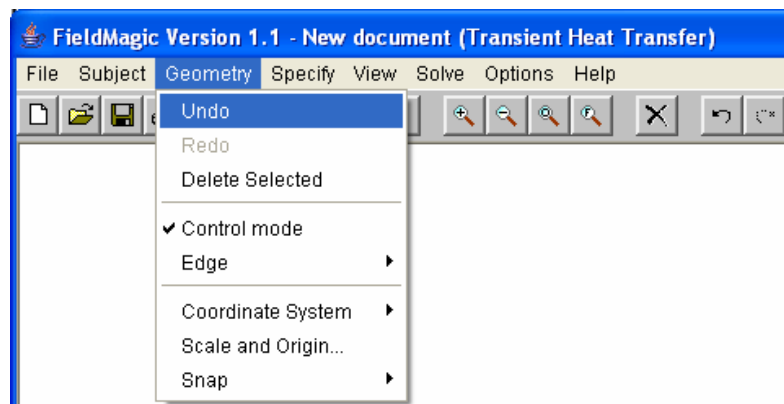 FieldMagic Version 1.1 - New document (Transient Heat Transfer)
File Subject Geometry Specify View Solve Options Help
Undo
Redo
Delete Selected
Control mode
Edge
Coordinate System
Scale and Origin...
Snap